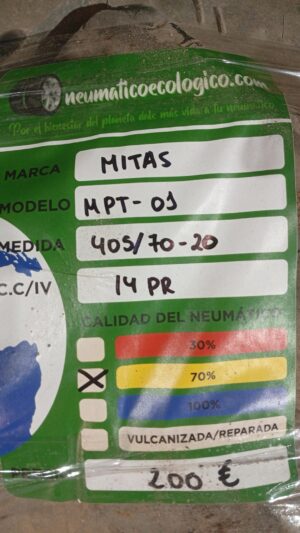 neumaticoecologico.com
Por el bienestar del planeta date más vida a tu neumático
MARCA MITAS
MODELO MPT-01
MEDIDA 405/70-20
C.C/IV 14 PR
CALIDAD DEL NEUMÁTICO
30%
X 70%
100%
VULCANIZADA/REPARADA
200 €